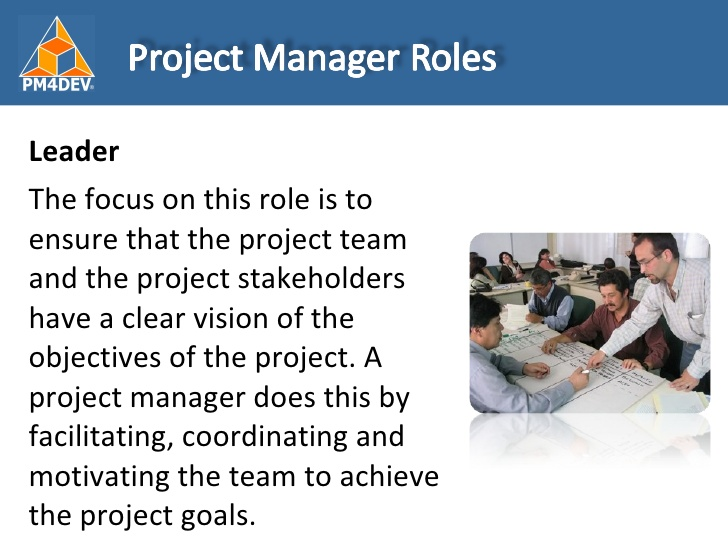 Project Manager Roles
PM4DEV®
Leader
The focus on this role is to
ensure that the project team
and the project stakeholders
have a clear vision of the
objectives of the project. A
project manager does this by
facilitating, coordinating and
motivating the team to achieve
the project goals.